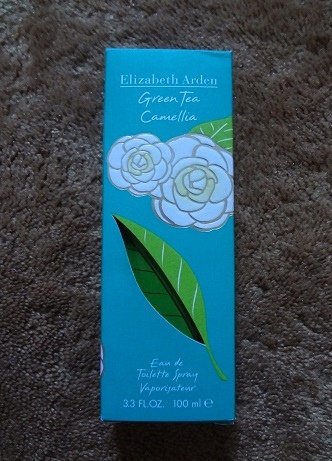 Elizabeth Arden
Green Tea
Camellia
Eau de
Toilette Spray
Vaporisateur
3.3 FL.OZ. 100 ml ℮